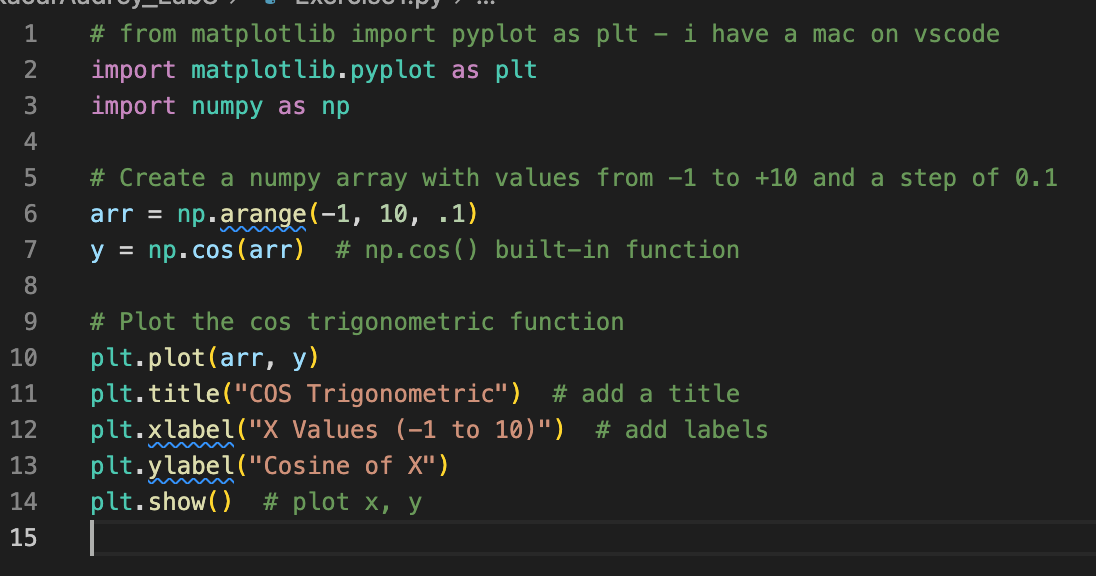 1 # from matplotlib import pyplot as plt - i have a mac on vscode
2 import matplotlib.pyplot as plt
3 import numpy as np
4
5 # Create a numpy array with values from -1 to +10 and a step of 0.1
6 arr = np.arange(-1, 10, .1)
7 y = np.cos(arr)  # np.cos() built-in function
8
9 # Plot the cos trigonometric function
10 plt.plot(arr, y)
11 plt.title("COS Trigonometric")  # add a title
12 plt.xlabel("X Values (-1 to 10)")  # add labels
13 plt.ylabel("Cosine of X")
14 plt.show()  # plot x, y
15